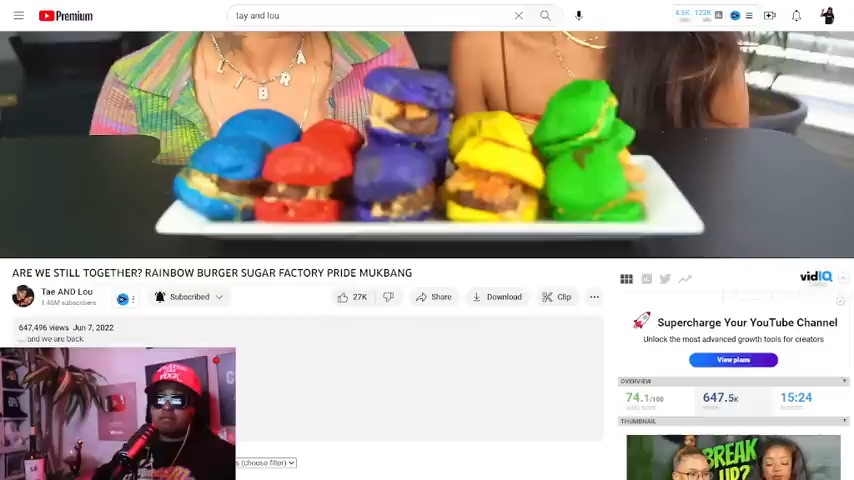 Premium
tay and lou
4.6K 122K
LIBRA
ARE WE STILL TOGETHER? RAINBOW BURGER SUGAR FACTORY PRIDE MUKBANG
Tae AND Lou
1.46M subscribers
Subscribed
27K
Share
Download
Clip
647,496 views Jun 7, 2022
...and we are back
s (choose filter)
vidIQ
Supercharge Your YouTube Channel
Unlock the most advanced growth tools for creators
View plans
OVERVIEW
74.1/100
647.5K
15:24
THUMBNAIL
BREAK
UP?